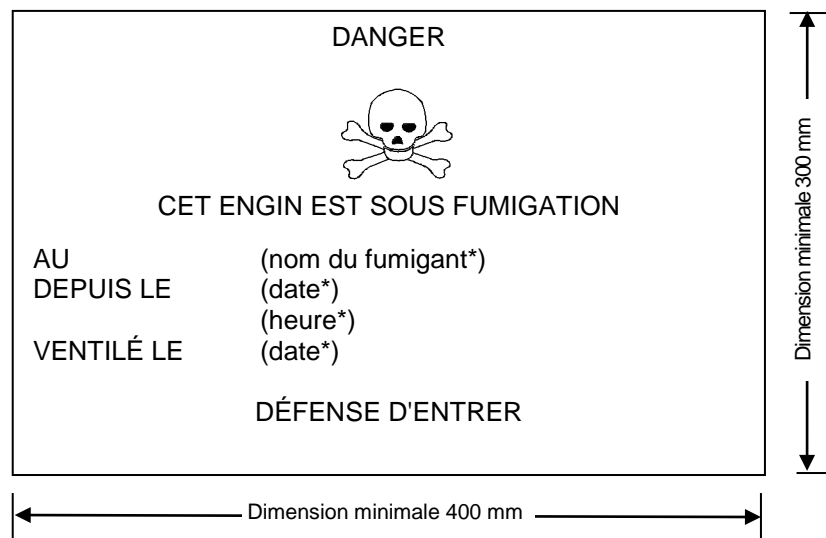 DANGER
CET ENGIN EST SOUS FUMIGATION
AU (nom du fumigant*)
DEPUIS LE (date*)
(heure*)
VENTILÉ LE (date*)
DÉFENSE D'ENTRER
Dimension minimale 300 mm
Dimension minimale 400 mm